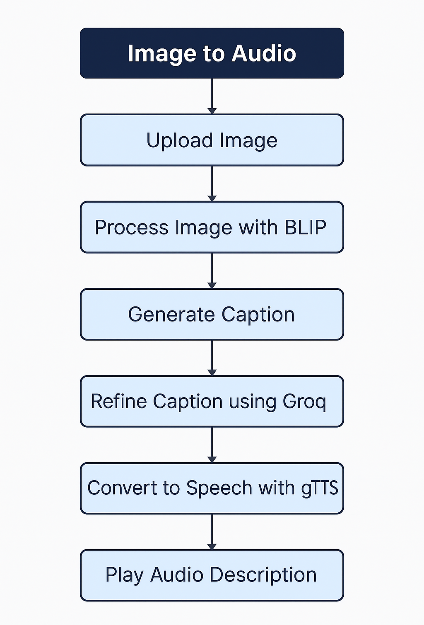 Image to Audio
Upload Image
Process Image with BLIP
Generate Caption
Refine Caption using Groq
Convert to Speech with gTTS
Play Audio Description